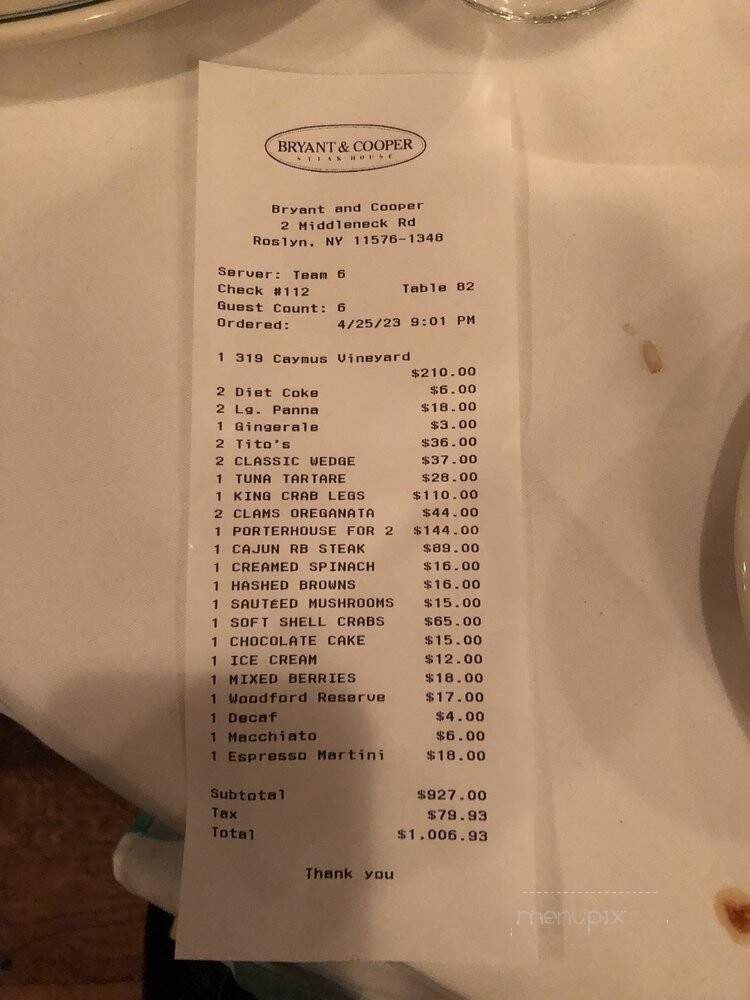 BRYANT & COOPER
STEAK HOUSE
Bryant and Cooper
2 Middleneck Rd
Roslyn, NY 11576-1348
Server: Team 6
Check #112 Table 82
Guest Count: 6
Ordered: 4/25/23 9:01 PM
1 319 Caymus Vineyard
$210.00
2 Diet Coke $6.00
2 Lg. Panna $18.00
1 Gingerale $3.00
2 Tito's $36.00
2 CLASSIC WEDGE $37.00
1 TUNA TARTARE $28.00
1 KING CRAB LEGS $110.00
2 CLAMS OREGANATA $44.00
1 PORTERHOUSE FOR 2 $144.00
1 CAJUN RB STEAK $89.00
1 CREAMED SPINACH $16.00
1 HASHED BROWNS $16.00
1 SAUTÉED MUSHROOMS $15.00
1 SOFT SHELL CRABS $65.00
1 CHOCOLATE CAKE $15.00
1 ICE CREAM $12.00
1 MIXED BERRIES $18.00
1 Woodford Reserve $17.00
1 Decaf $4.00
1 Macchiato $6.00
1 Espresso Martini $18.00
Subtotal $927.00
Tax $79.93
Total $1,006.93
Thank you
menupix